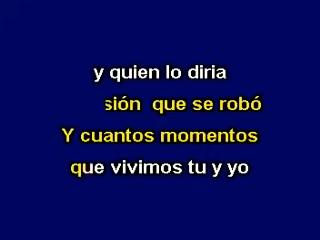 y quien lo diria
sión que se robó
Y cuantos momentos
que vivimos tu y yo